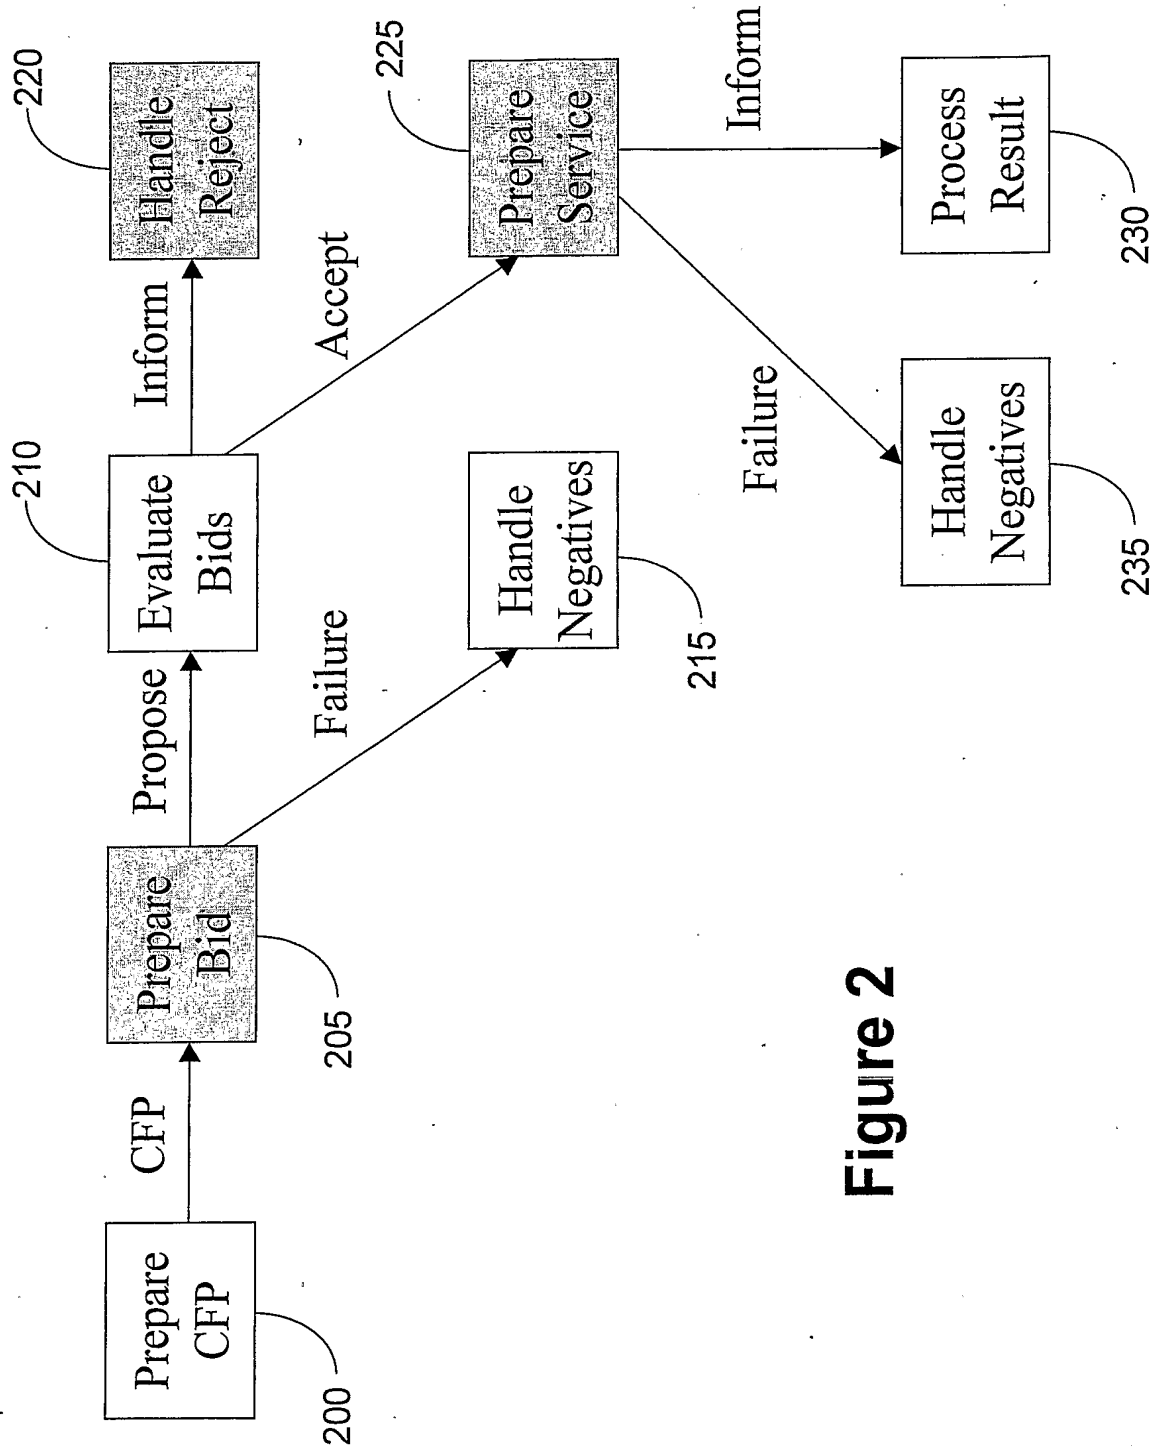 210
220
Propose
Inform
CFP
Prepare
CFP
Prepare
Bid
Evaluate
Bids
Handle
Reject
200
205
Failure
Accept
225
Handle
Negatives
Prepare
Service
215
Failure
Inform
Handle
Negatives
Process
Result
235
230
Figure 2